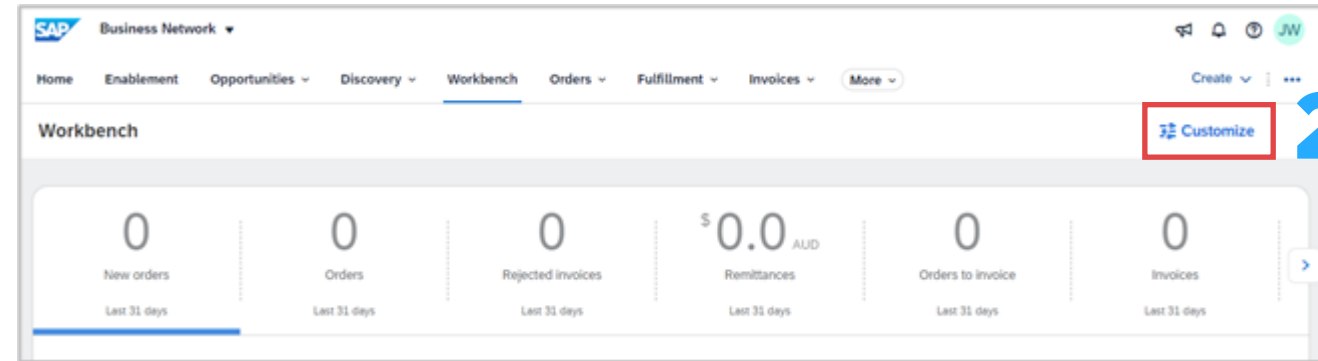 SAP Business Network
JW
Home Enablement Opportunities Discovery Workbench Orders Fulfillment Invoices More Create
Workbench Customize
2
0 0 0 $0.0 AUD 0 0
New orders Orders Rejected invoices Remittances Orders to invoice Invoices
Last 31 days Last 31 days Last 31 days Last 31 days Last 31 days Last 31 days